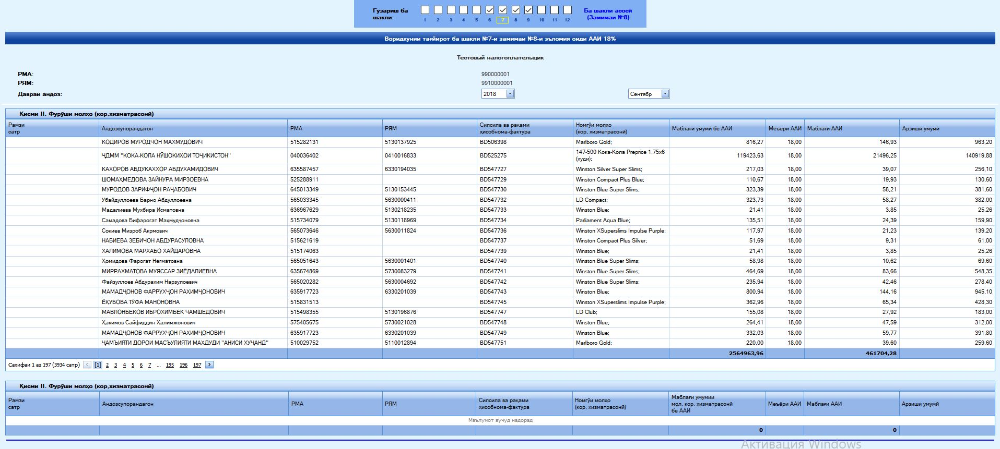 Гузариш ба
шакли:
1 2 3 4 5 6 7 8 9 10 11 12
Ба шакли асосӣ
(Замимаи №8)
Воридкунии тағйирот ба шакли №7-и замимаи №8-и эъломия оиди ААИ 18%
Тестовый налогоплательщик
РМА: 990000001
РЯМ: 9910000001
Давраи андоз: 2018 Сентябр
Қисми II. Фурӯши молҳо (кор,хизматрасонӣ)
Рамзи
сатр
Андозсупорандагон
РМА
РЯМ
Силсила ва рақами
ҳисобнома-фактура
Номгӯи молҳо
(кор, хизматрасонӣ)
Маблағи умумӣ бе ААИ
Меъёри ААИ
Маблағи ААИ
Арзиши умумӣ
КОДИРОВ МУРОДЧОН МАХМУДОВИЧ 515282131 5130137925 BD506398 Marlboro Gold; 816,27 18,00 146,93 963,20
ҶДММ "КОКА-КОЛА НӮШОКИҲОИ ТОҶИКИСТОН" 040036402 0410016833 BD525275 147-500 Кока-Кола Preprice 1,75x6
(худи); 119423,63 18,00 21496,25 140919,88
КАХОРОВ АБДУКАХХОР АБДУХАМИДОВИЧ 635587457 6330194035 BD547727 Winston Silver Super Slims; 217,03 18,00 39,07 256,10
ШОМАҲМЕДОВА ЗАЙНУРА МИРЗОЕВНА 525288911 BD547729 Winston Compact Plus Blue; 110,67 18,00 19,93 130,60
МУРОДОВ ЗАРИФҶОН РАҶАБОВИЧ 645013349 5130153445 BD547730 Winston Blue Super Slims; 323,39 18,00 58,21 381,60
Убайдуллоева Барно Абдуллоевна 565033345 5630000411 BD547732 LD Compact; 323,73 18,00 58,27 382,00
Мадалиева Мухбира Исматовна 636967629 5130218235 BD547733 Winston Blue; 21,41 18,00 3,85 25,26
Самадова Бифарогат Маҳмудҷоновна 515734079 5130118969 BD547734 Parliament Aqua Blue; 135,51 18,00 24,39 159,90
Соқиев Мизроб Акрмович 565073646 5630011824 BD547736 Winston XSuperslims Impulse Purple; 117,97 18,00 21,23 139,20
НАБИЕВА ЗЕБИЧОН АБДУРАСУЛОВНА 515621619 BD547737 Winston Compact Plus Silver; 51,69 18,00 9,31 61,00
ХАЛИМОВА МАРХАБО ХАЙДАРОВНА 515174063 BD547739 Winston Blue; 21,41 18,00 3,85 25,26
Ҳомидова Фарогат Негматовна 565051643 5630001401 BD547740 Winston Blue Super Slims; 58,98 18,00 10,62 69,60
МИРРАХМАТОВА МУЯССАР ЗИЁДАЛИЕВНА 635674869 5730083279 BD547741 Winston Blue Super Slims; 464,69 18,00 83,66 548,35
Файзуллоев Абдурахим Нарзулоевич 565020282 5630004692 BD547742 Winston Blue Super Slims; 235,94 18,00 42,46 278,40
МАМАДҶОНОВ ФАРРУХҶОН РАҲИМҶОНОВИЧ 635917723 6330201039 BD547743 Winston Blue; 800,94 18,00 144,16 945,10
ЁҚУБОВА ТӮФА МАНОНОВНА 515831513 BD547745 Winston XSuperslims Impulse Purple; 362,96 18,00 65,34 428,30
МАВЛОНБЕКОВ ИБРОХИМБЕК ЧАМШЕДОВИЧ 515498355 5130196876 BD547747 LD Club; 155,08 18,00 27,92 183,00
Ҳакимов Сайфиддин Ҳалимжонович 575405675 5730021028 BD547748 Winston Blue; 264,41 18,00 47,59 312,00
МАМАДҶОНОВ ФАРРУХҶОН РАҲИМҶОНОВИЧ 635917723 6330201039 BD547749 Winston Blue; 332,03 18,00 59,77 391,80
ҶАМЪИЯТИ ДОРОИ МАСЪУЛИЯТИ МАҲДУДИ "АНИСИ ХУҶАНД" 510029752 5110012894 BD547751 Marlboro Gold; 220,00 18,00 39,60 259,60
2564963,96 461704,28
Саҳифаи 1 аз 197 (3934 сатр) < [1] 2 3 4 5 6 7 … 195 196 197 >
Қисми II. Фурӯши молҳо (кор,хизматрасонӣ)
Рамзи
сатр
Андозсупорандагон
РМА
РЯМ
Силсила ва рақами
ҳисобнома-фактура
Номгӯи молҳо
(кор, хизматрасонӣ)
Маблағи умумии
мол, кор, хизматрасонӣ
бе ААИ
Меъёри ААИ
Маблағи ААИ
Арзиши умумӣ
Маълумот вучуд надорад
0 0
Активация Windows